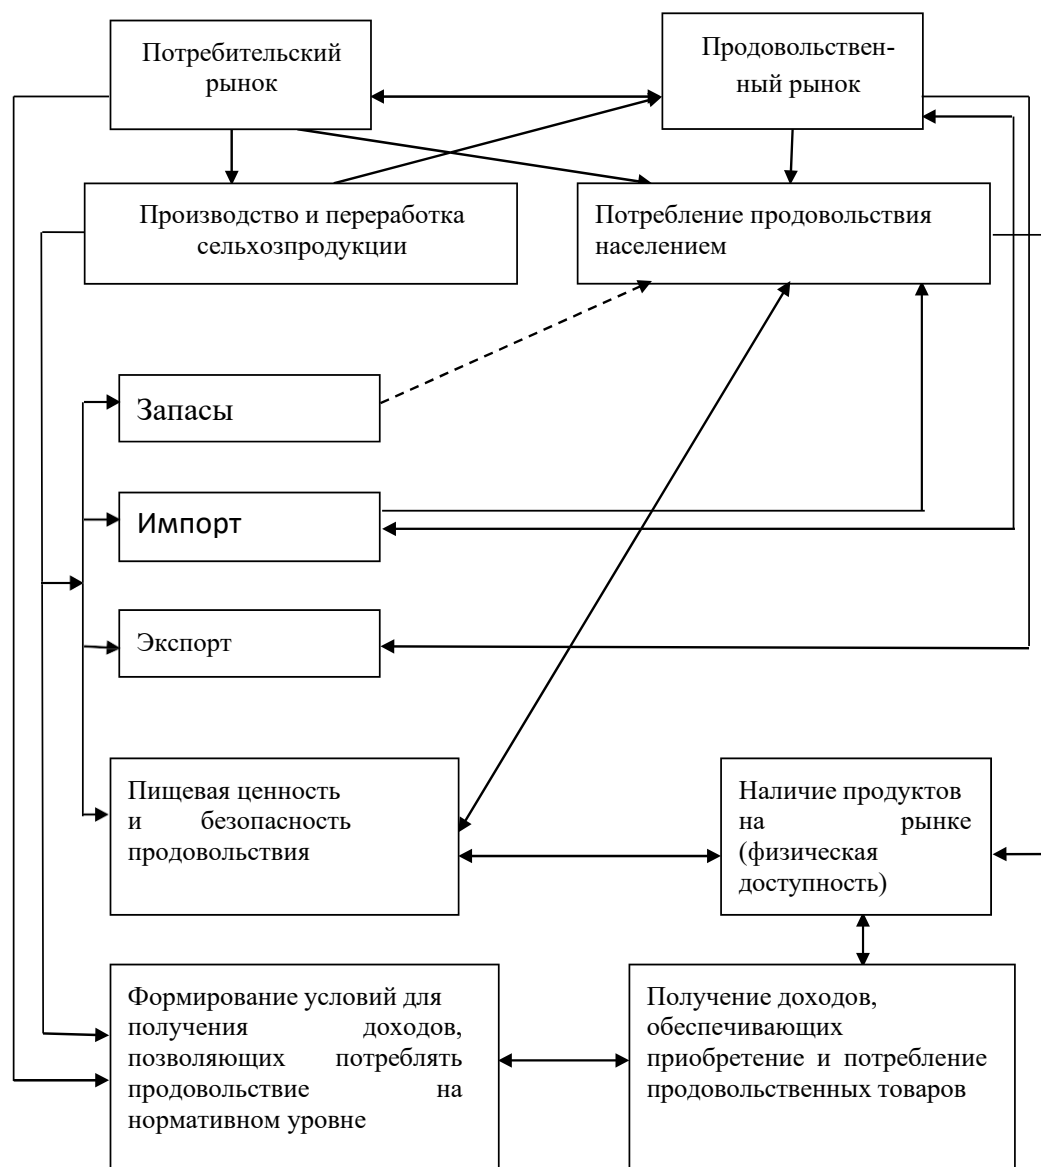 Потребительский
рынок
Продовольствен-
ный рынок
Производство и переработка
сельхозпродукции
Потребление продовольствия
населением
Запасы
Импорт
Экспорт
Пищевая ценность
и безопасность
продовольствия
Наличие продуктов
на рынке
(физическая
доступность)
Формирование условий для
получения доходов,
позволяющих потреблять
продовольствие на
нормативном уровне
Получение доходов,
обеспечивающих
приобретение и потребление
продовольственных товаров